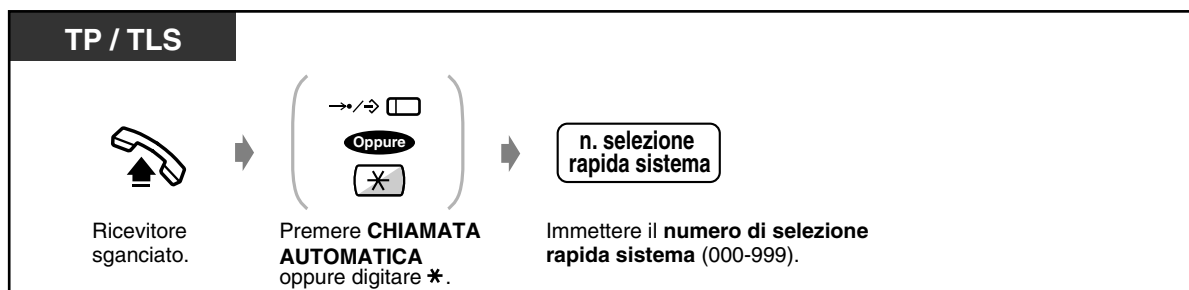 TP / TLS
Oppure
n. selezione
rapida sistema
Ricevitore
sganciato.
Premere CHIAMATA
AUTOMATICA
oppure digitare *.
Immettere il numero di selezione
rapida sistema (000-999).